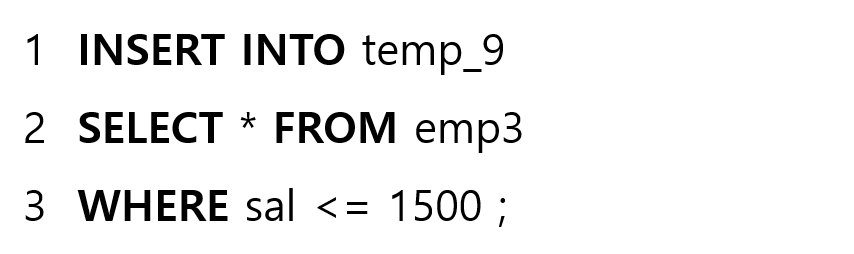 1 INSERT INTO temp_9
2 SELECT * FROM emp3
3 WHERE sal <= 1500 ;